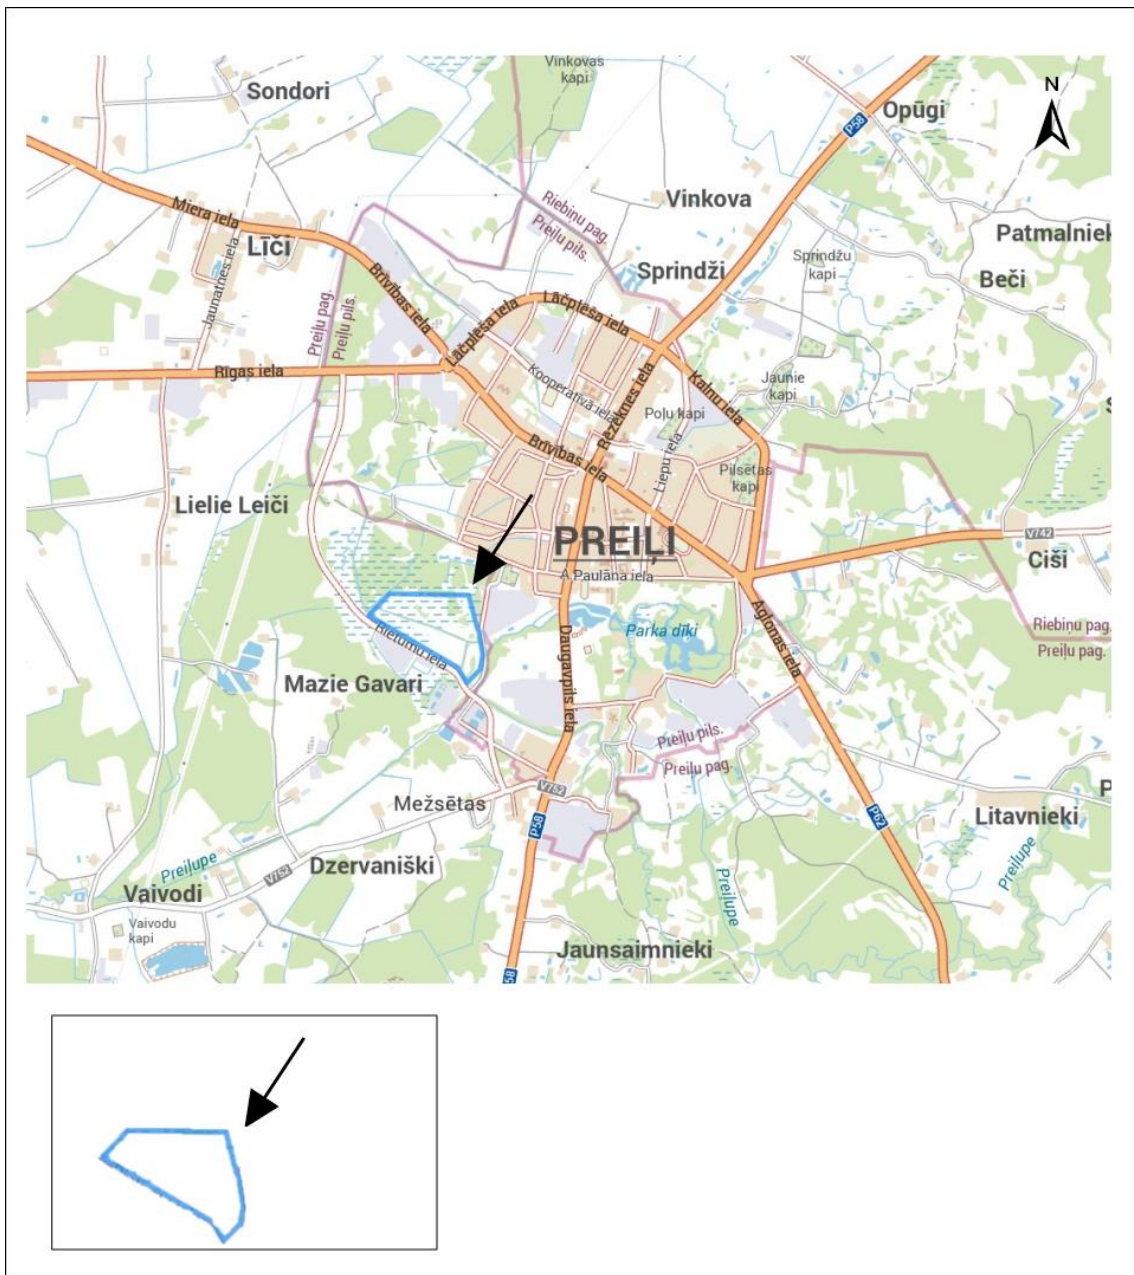 Vinkovas
kapi
Sondori
N
Opūgi
P58
Miera iela
Riebiņu pag.
Preiļu pils.
Vinkova
Patmalniek
Līči
Jaunatnes iela
Sprindžu
kapi
Sprindži
Beči
Brīvības iela
Lāčplēša iela
Lāčplēša iela
Preiļu pag.
Preiļu pils.
Rīgas iela
Kooperatīvā iela
Rēzeknes iela
Kalnu iela
Jaunie
kapi
Poļu kapi
Brīvības iela
Liepu iela
Pilsētas
kapi
Lielie Leiči
PREIĻI
V742
Ciši
A.Paulāna iela
Rietumu iela
Parka dīķi
Aglonas iela
Riebiņu pag.
Preiļu pag.
Daugavpils iela
Mazie Gavari
Preiļu pils.
Preiļu pag.
V752
Mežsētas
P58
P62
P
Litavnieki
Preiļupe
Dzervaniški
V752
Preiļupe
Preiļupe
Vaivodi
Vaivodu
kapi
Jaunsaimnieki
58